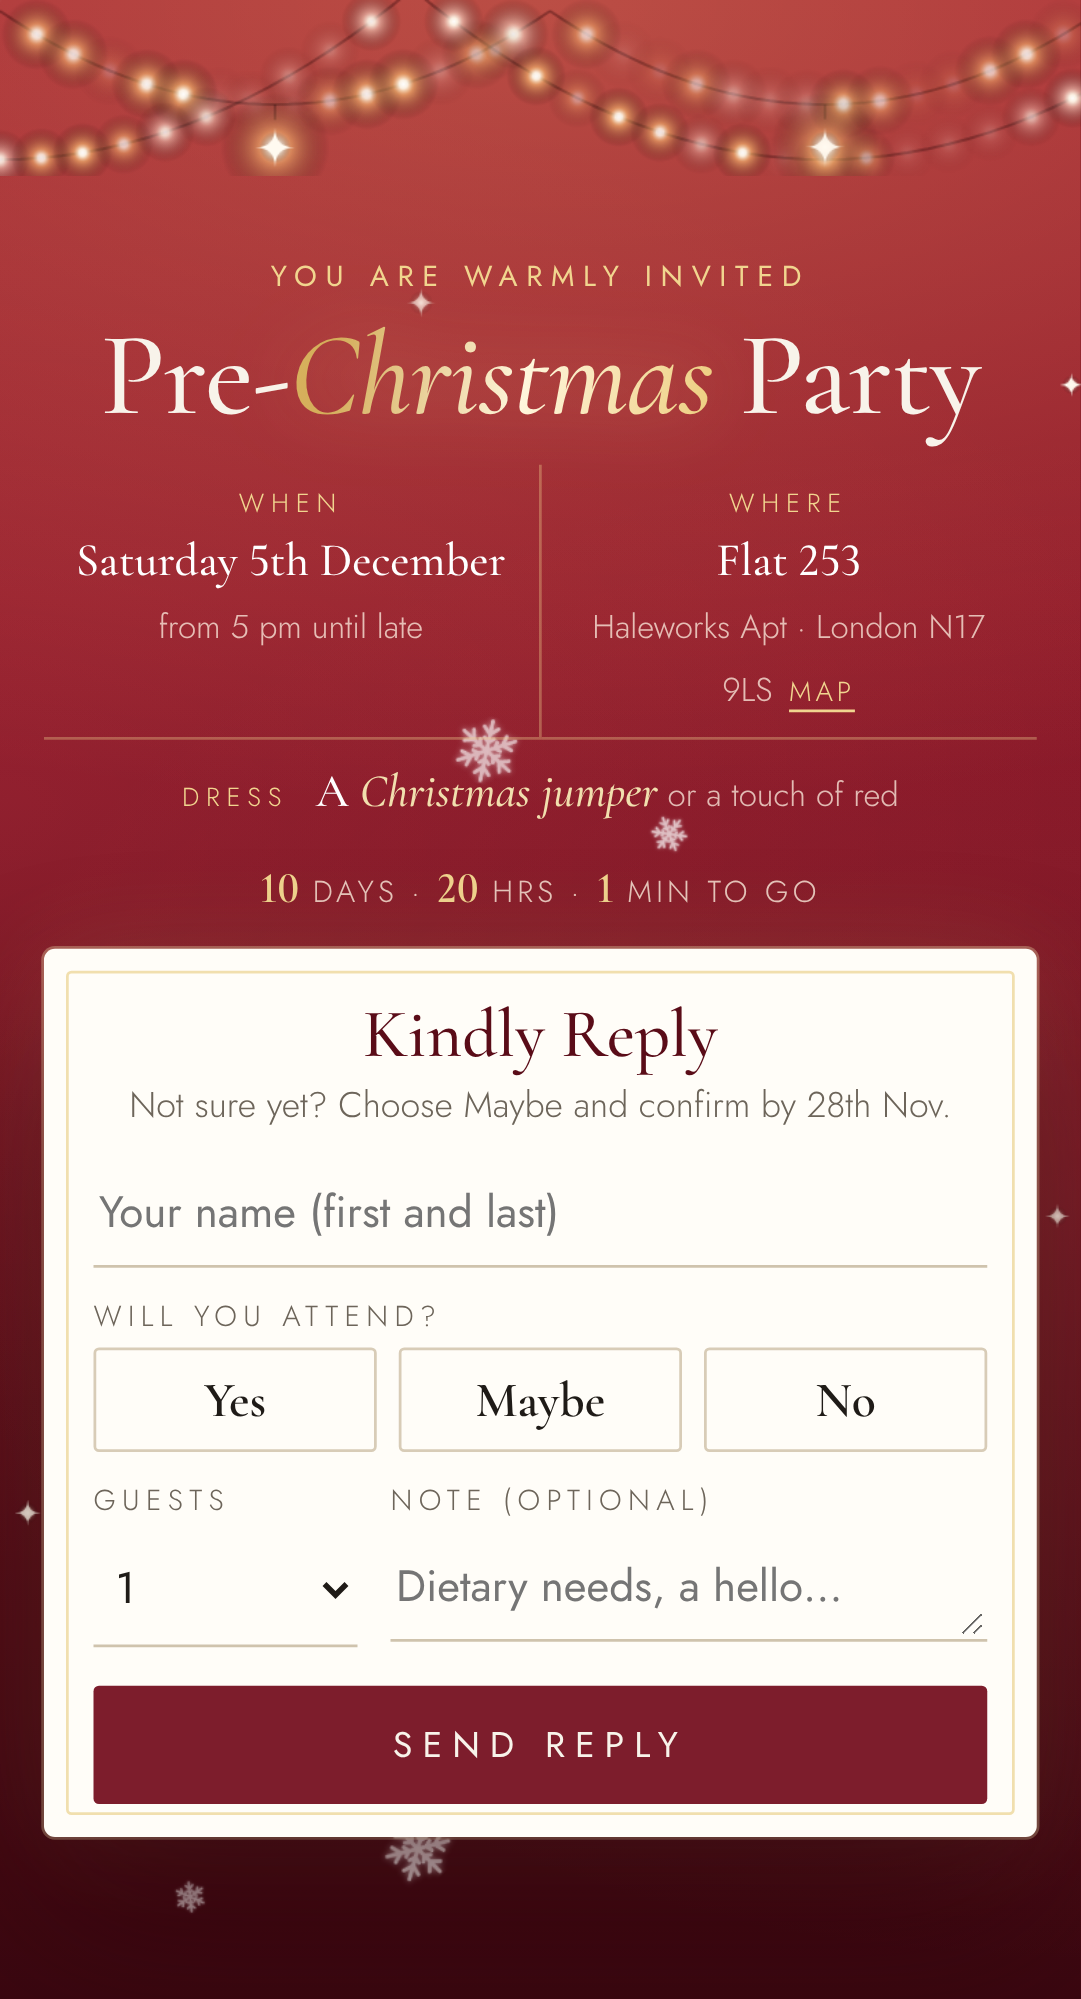 YOU ARE WARMLY INVITED
Pre-Christmas Party
WHEN
Saturday 5th December
from 5 pm until late
WHERE
Flat 253
Haleworks Apt · London N17
9LS MAP
DRESS A Christmas jumper or a touch of red
10 DAYS · 20 HRS · 1 MIN TO GO
Kindly Reply
Not sure yet? Choose Maybe and confirm by 28th Nov.
Your name (first and last)
WILL YOU ATTEND?
Yes
Maybe
No
GUESTS
1
NOTE (OPTIONAL)
Dietary needs, a hello...
SEND REPLY